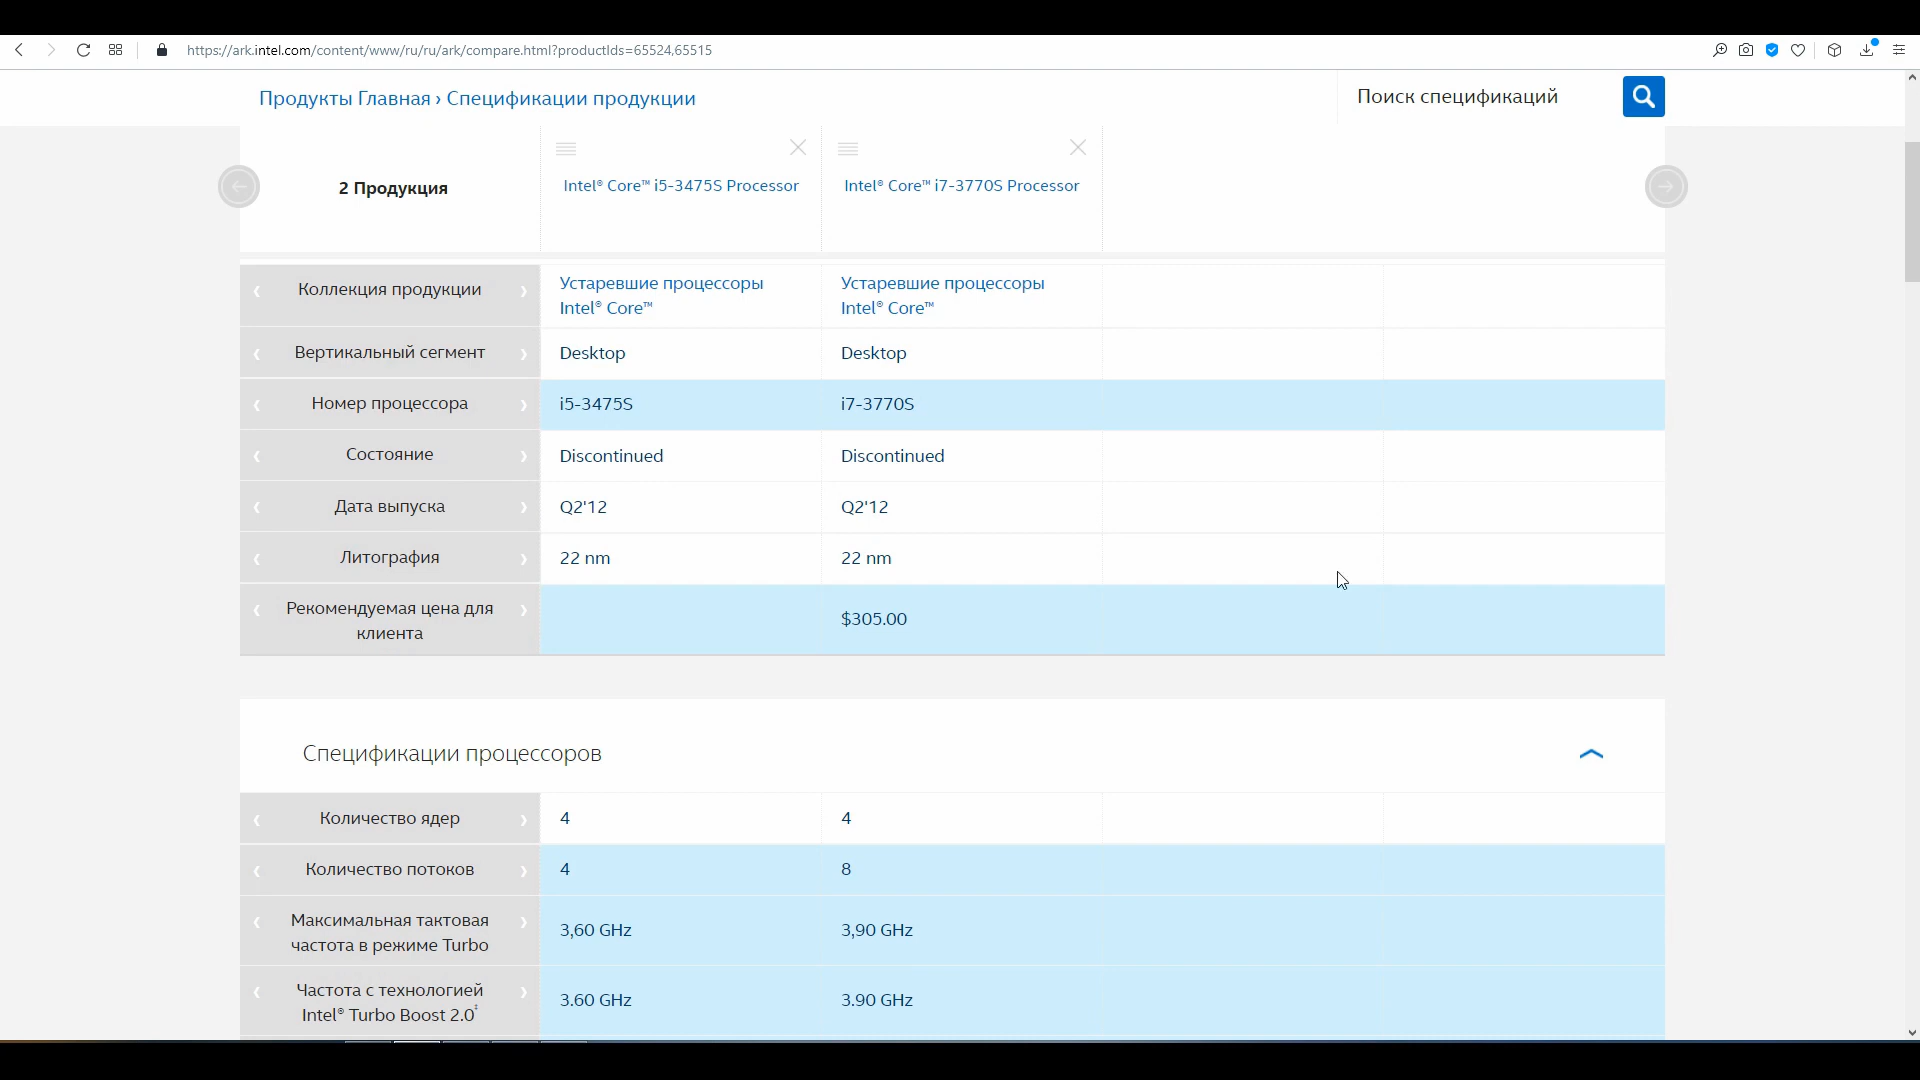 https://ark.intel.com/content/www/ru/ru/ark/compare.html?productIds=65524,65515
Продукты Главная › Спецификации продукции
Поиск спецификаций
2 Продукция
Intel® Core™ i5-3475S Processor
Intel® Core™ i7-3770S Processor
Коллекция продукции
Устаревшие процессоры
Intel® Core™
Устаревшие процессоры
Intel® Core™
Вертикальный сегмент
Desktop
Desktop
Номер процессора
i5-3475S
i7-3770S
Состояние
Discontinued
Discontinued
Дата выпуска
Q2'12
Q2'12
Литография
22 nm
22 nm
Рекомендуемая цена для
клиента
$305.00
Спецификации процессоров
Количество ядер
4
4
Количество потоков
4
8
Максимальная тактовая
частота в режиме Turbo
3,60 GHz
3,90 GHz
Частота с технологией
Intel® Turbo Boost 2.0‡
3.60 GHz
3.90 GHz